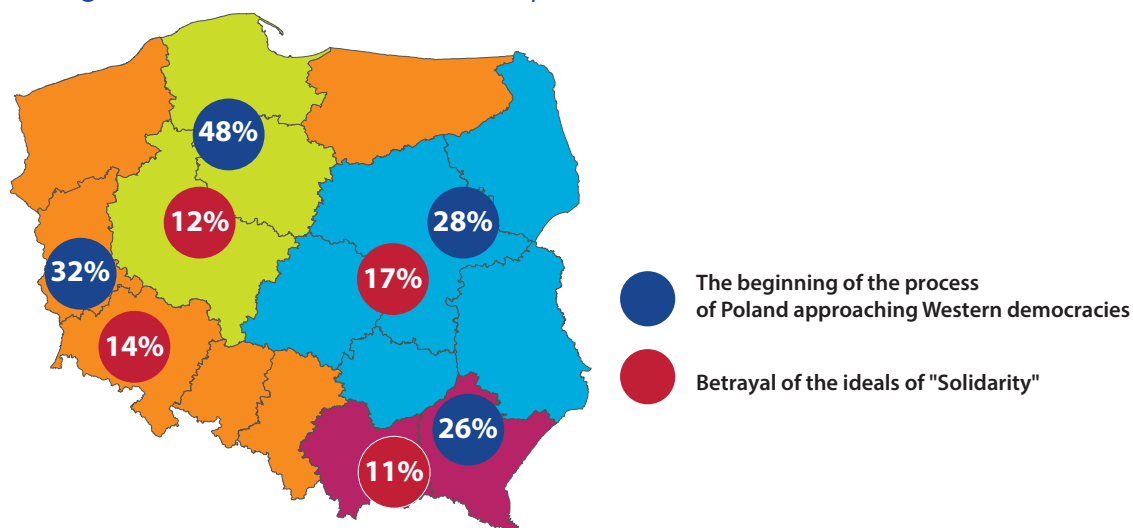 48%
12%
28%
32%
17%
14%
26%
11%
The beginning of the process
of Poland approaching Western democracies
Betrayal of the ideals of "Solidarity"